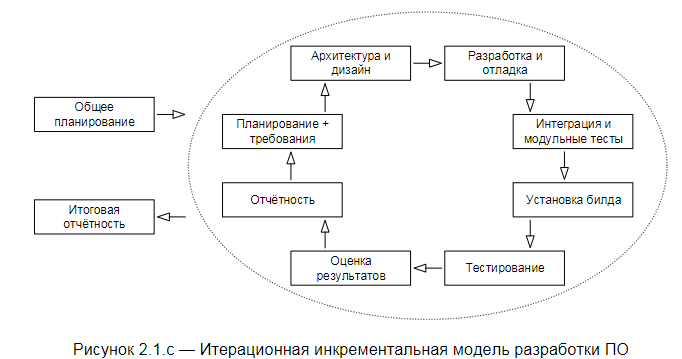 Архитектура и
дизайн
Разработка и
отладка
Общее
планирование
Планирование +
требования
Интеграция и
модульные тесты
Итоговая
отчётность
Отчётность
Установка билда
Оценка
результатов
Тестирование
Рисунок 2.1.c — Итерационная инкрементальная модель разработки ПО